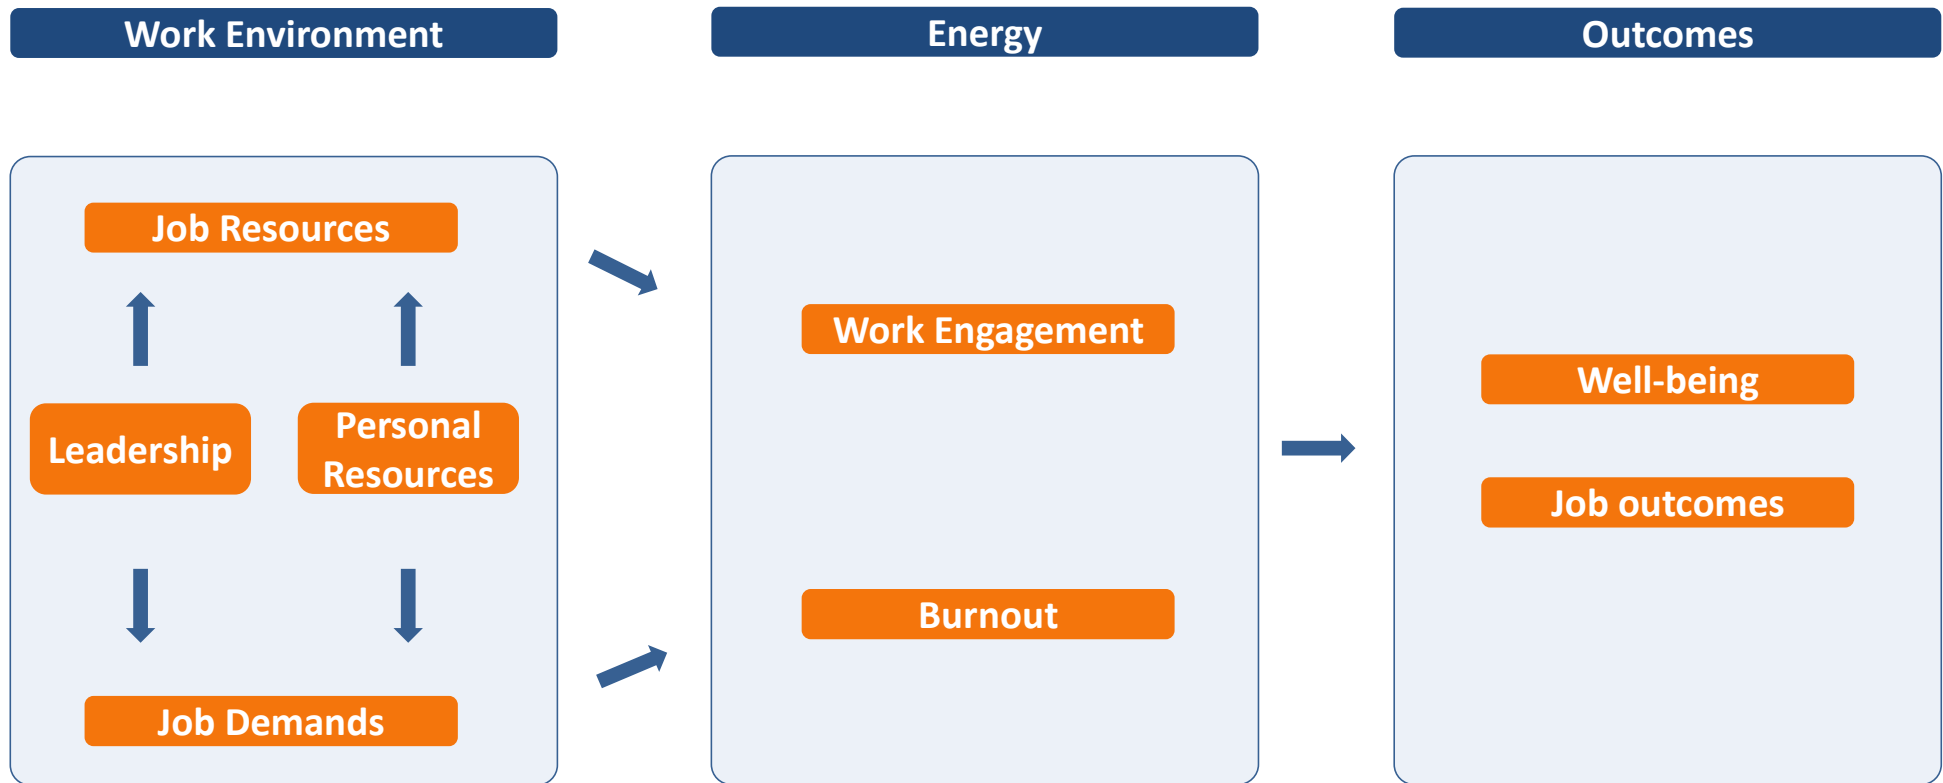 Work Environment
Energy
Outcomes
Job Resources
Leadership
Personal
Resources
Job Demands
Work Engagement
Burnout
Well-being
Job outcomes